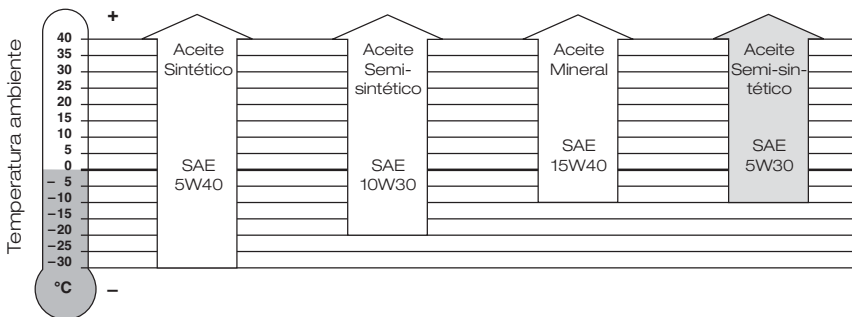 Temperatura ambiente
+
40
35
30
25
20
15
10
5
0
– 5
–10
–15
–20
–25
–30
°C
–
Aceite
Sintético
SAE
5W40
Aceite
Semi-
sintético
SAE
10W30
Aceite
Mineral
SAE
15W40
Aceite
Semi-sin-
tético
SAE
5W30